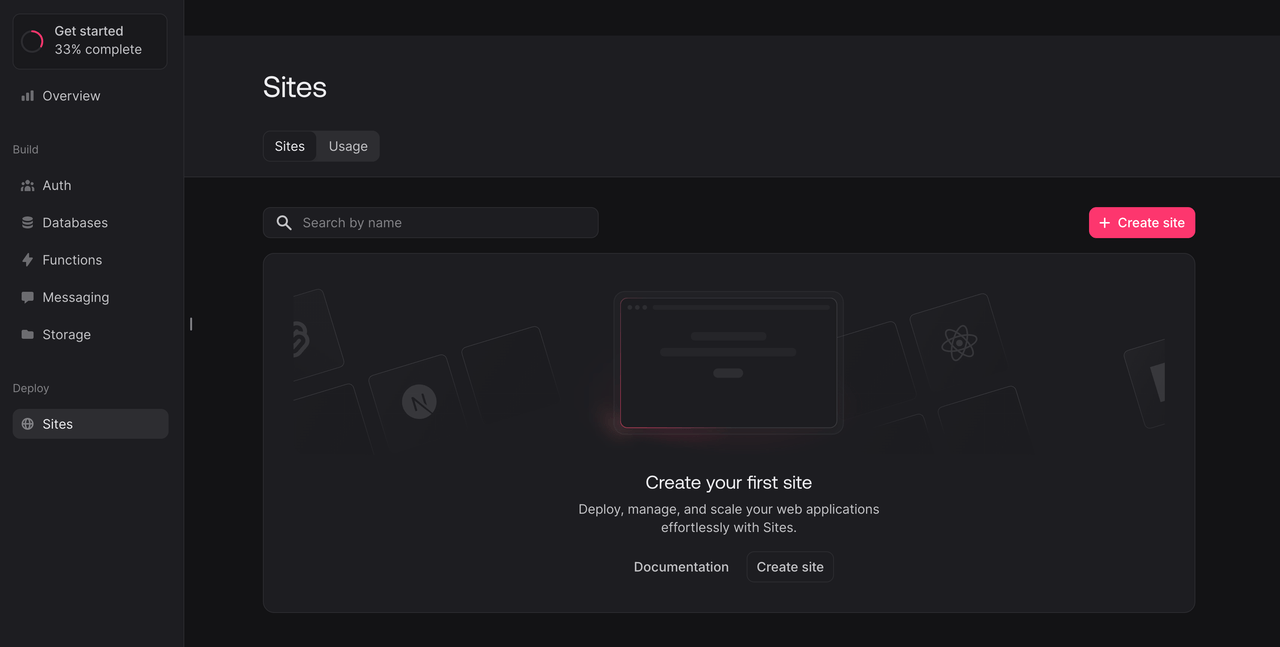 Get started
33% complete
Overview
Build
Auth
Databases
Functions
Messaging
Storage
Deploy
Sites
Sites
Sites
Usage
Search by name
Create site
Create your first site
Deploy, manage, and scale your web applications
effortlessly with Sites.
Documentation
Create site